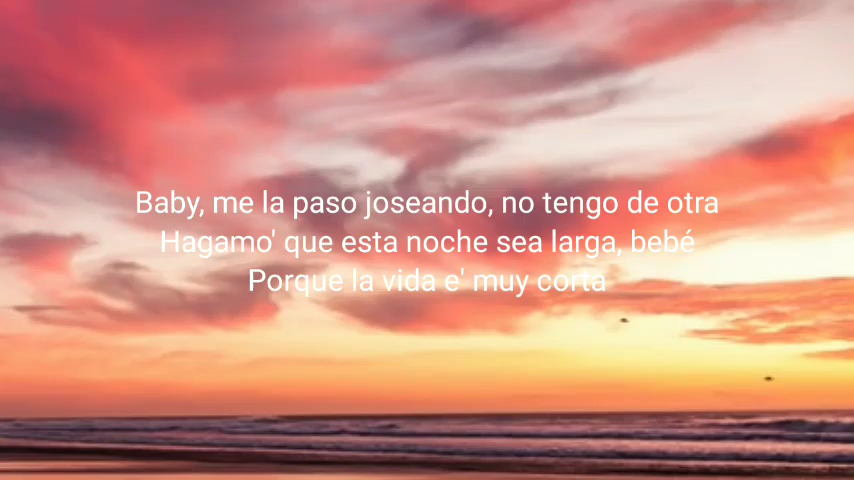 Baby, me la paso joseando, no tengo de otra
Hagamo' que esta noche sea larga, bebé
Porque la vida e' muy corta